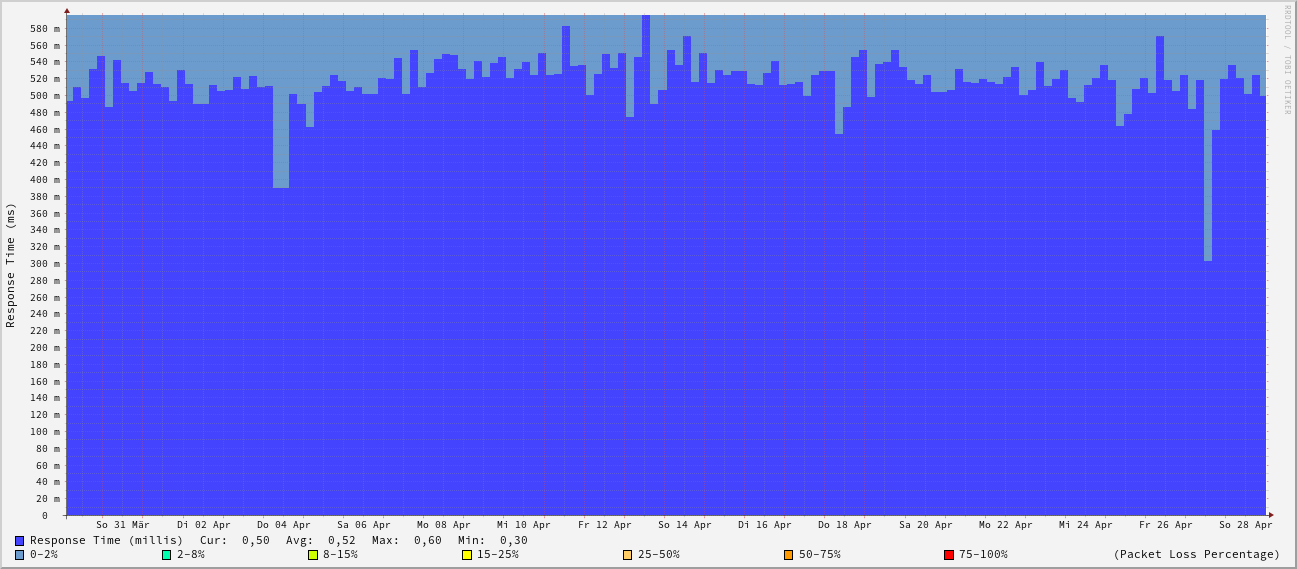 RRDTOOL / TOBI OETIKER
Response Time (ms)
580 m
560 m
540 m
520 m
500 m
480 m
460 m
440 m
420 m
400 m
380 m
360 m
340 m
320 m
300 m
280 m
260 m
240 m
220 m
200 m
180 m
160 m
140 m
120 m
100 m
80 m
60 m
40 m
20 m
0
So 31 Mär Di 02 Apr Do 04 Apr Sa 06 Apr Mo 08 Apr Mi 10 Apr Fr 12 Apr So 14 Apr Di 16 Apr Do 18 Apr Sa 20 Apr Mo 22 Apr Mi 24 Apr Fr 26 Apr So 28 Apr
Response Time (millis) Cur: 0,50 Avg: 0,52 Max: 0,60 Min: 0,30
0-2% 2-8% 8-15% 15-25% 25-50% 50-75% 75-100% (Packet Loss Percentage)